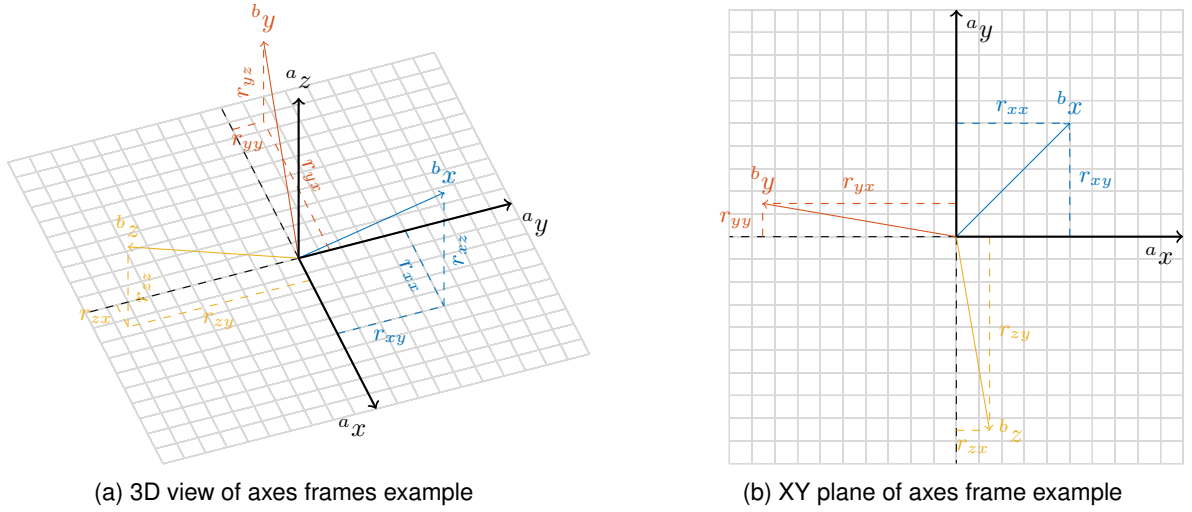 ᵇy
ᵃz
r_yz
r_yy
r_yx
ᵇx
ᵃy
ᵇz
r_xz
r_xx
r_zz
r_zx
r_zy
r_xy
ᵃx
(a) 3D view of axes frames example
ᵃy
r_xx
ᵇx
ᵇy
r_yx
r_xy
r_yy
ᵃx
r_zy
ᵇz
r_zx
(b) XY plane of axes frame example